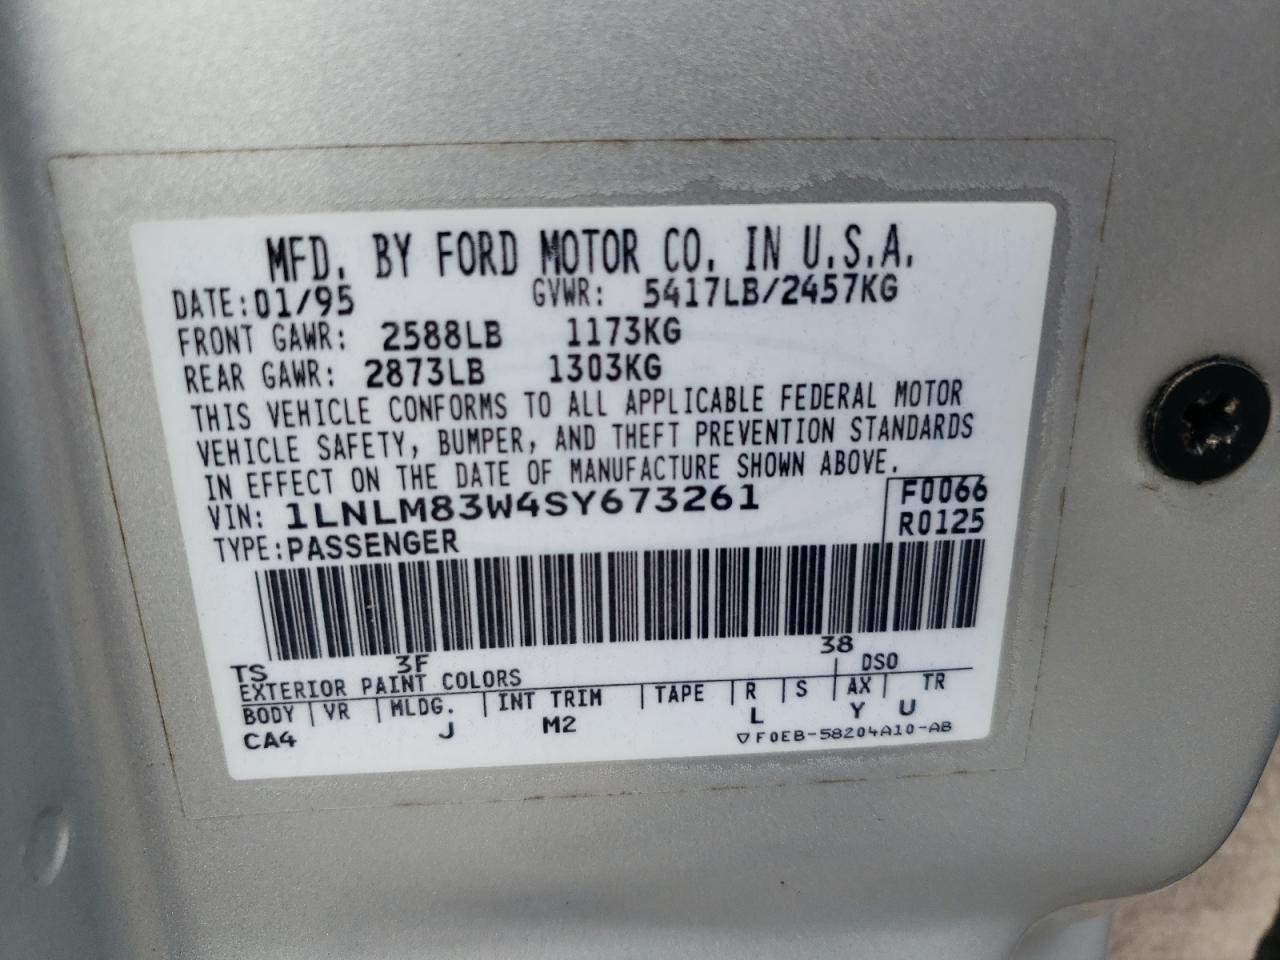 MFD. BY FORD MOTOR CO. IN U.S.A.
DATE:01/95 GVWR: 5417LB/2457KG
FRONT GAWR: 2588LB 1173KG
REAR GAWR: 2873LB 1303KG
THIS VEHICLE CONFORMS TO ALL APPLICABLE FEDERAL MOTOR
VEHICLE SAFETY, BUMPER, AND THEFT PREVENTION STANDARDS
IN EFFECT ON THE DATE OF MANUFACTURE SHOWN ABOVE.
VIN: 1LNLM83W4SY673261 F0066
TYPE:PASSENGER R0125
TS 3F 38
EXTERIOR PAINT COLORS DSO
BODY VR MLDG. INT TRIM TAPE R S AX TR
CA4 J M2 L Y U
▽F0EB-58204A10-AB